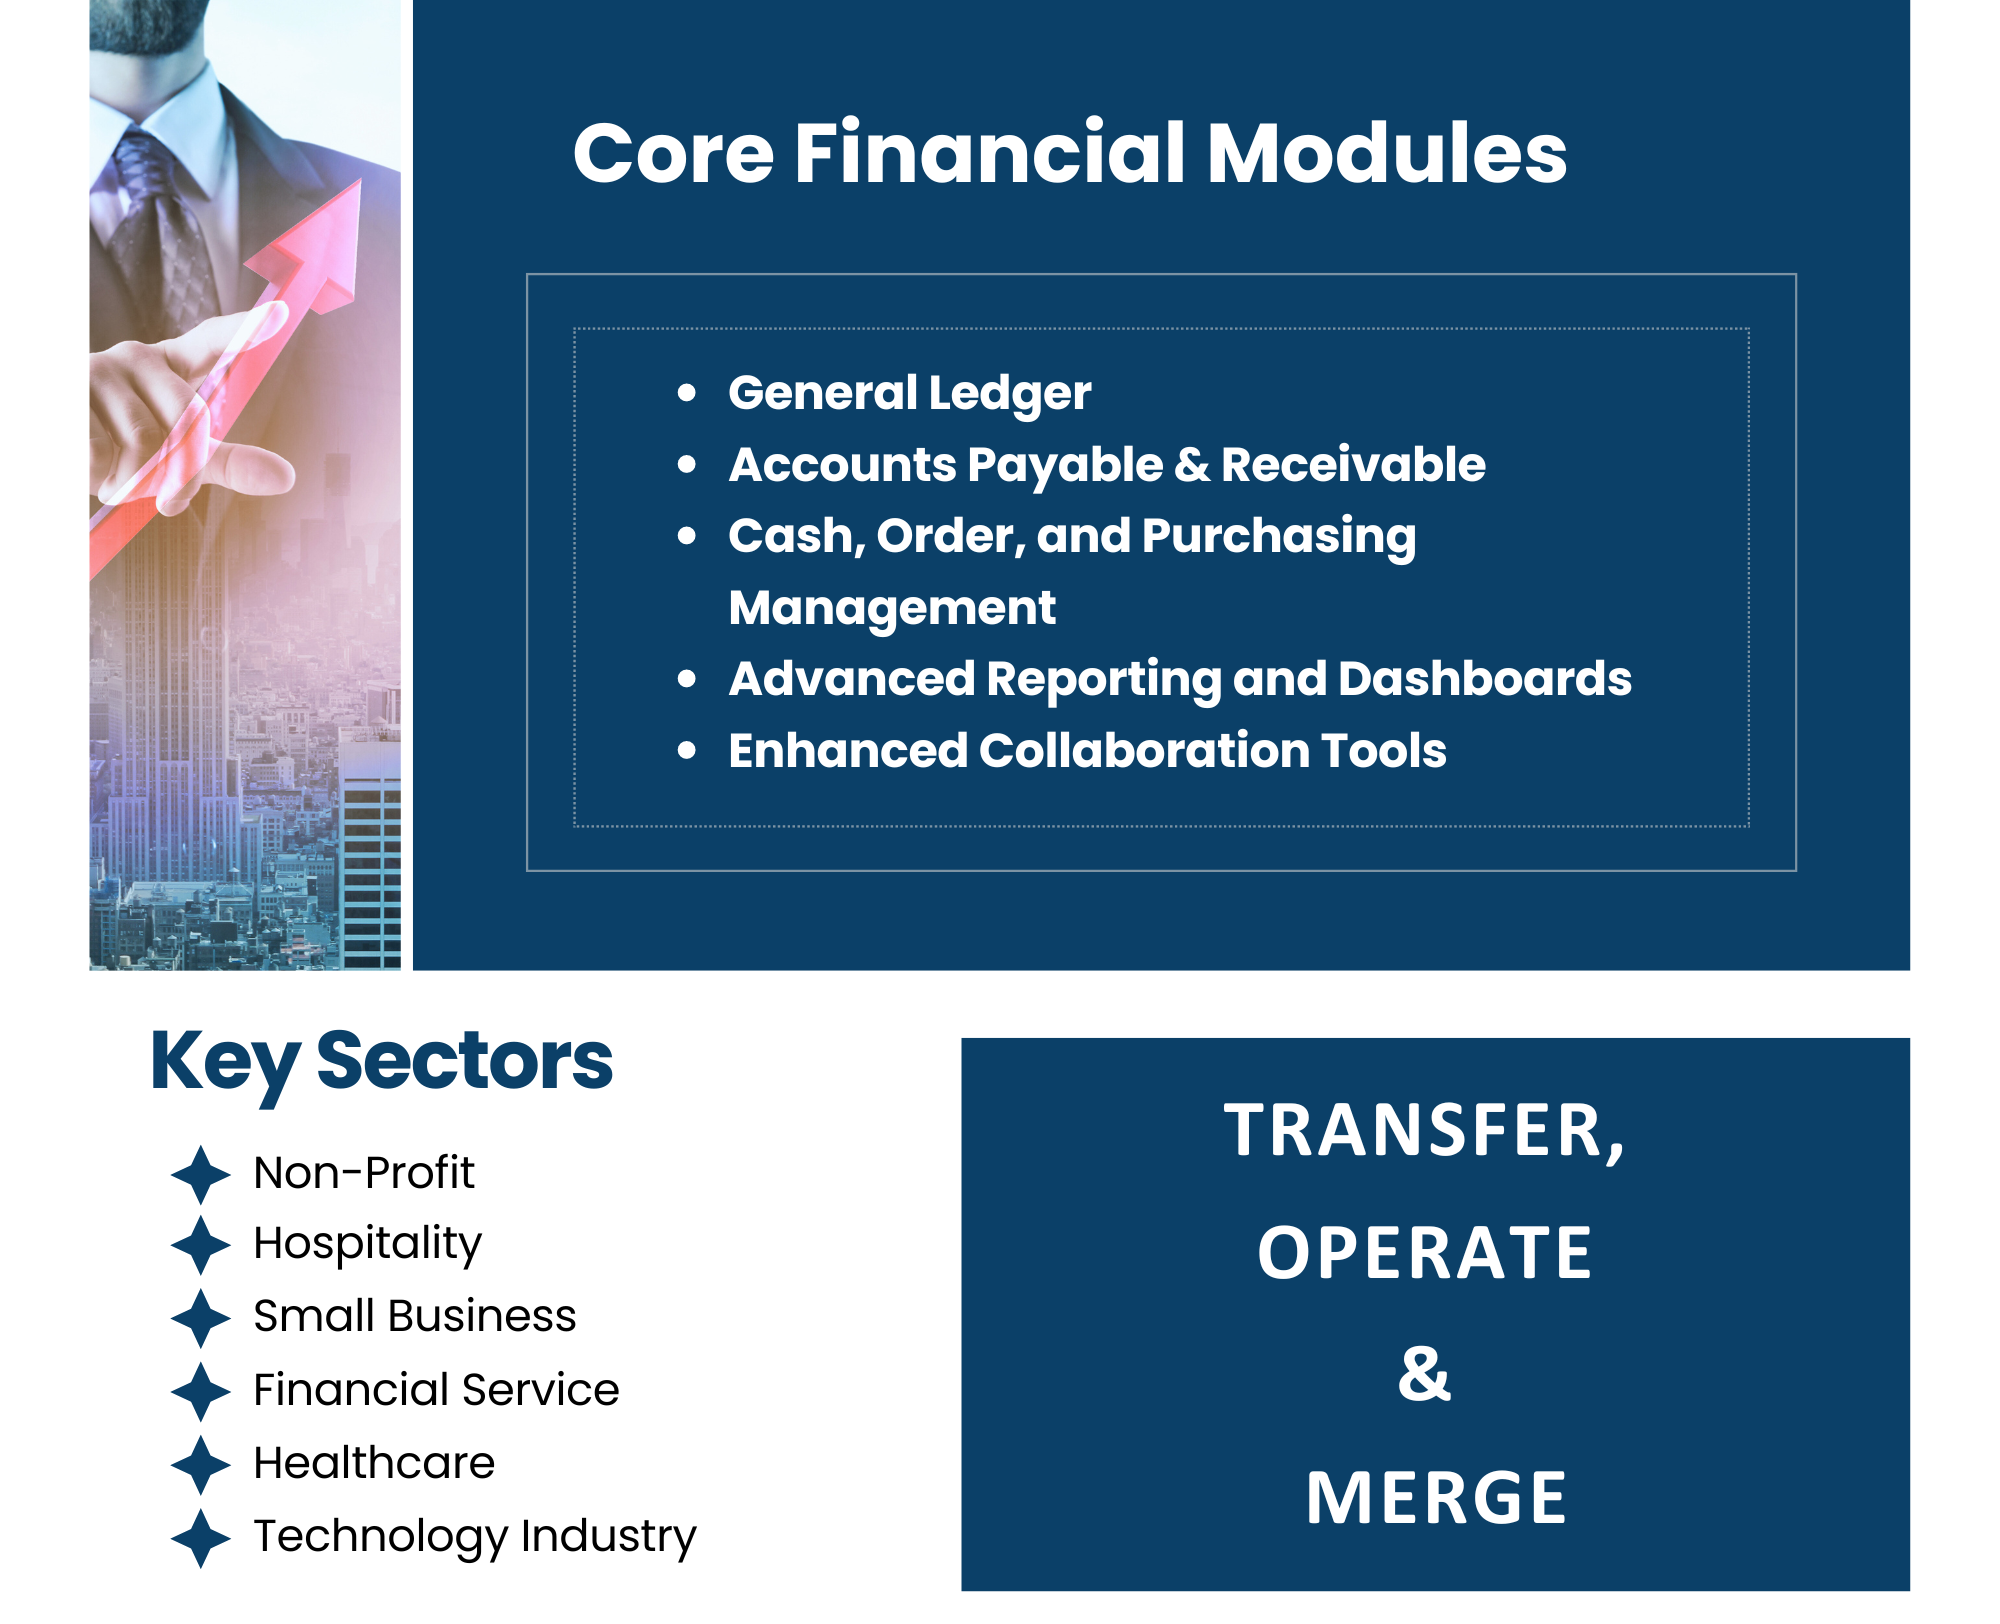 Core Financial Modules
General Ledger
Accounts Payable & Receivable
Cash, Order, and Purchasing
Management
Advanced Reporting and Dashboards
Enhanced Collaboration Tools
Key Sectors
Non-Profit
Hospitality
Small Business
Financial Service
Healthcare
Technology Industry
TRANSFER,
OPERATE
&
MERGE